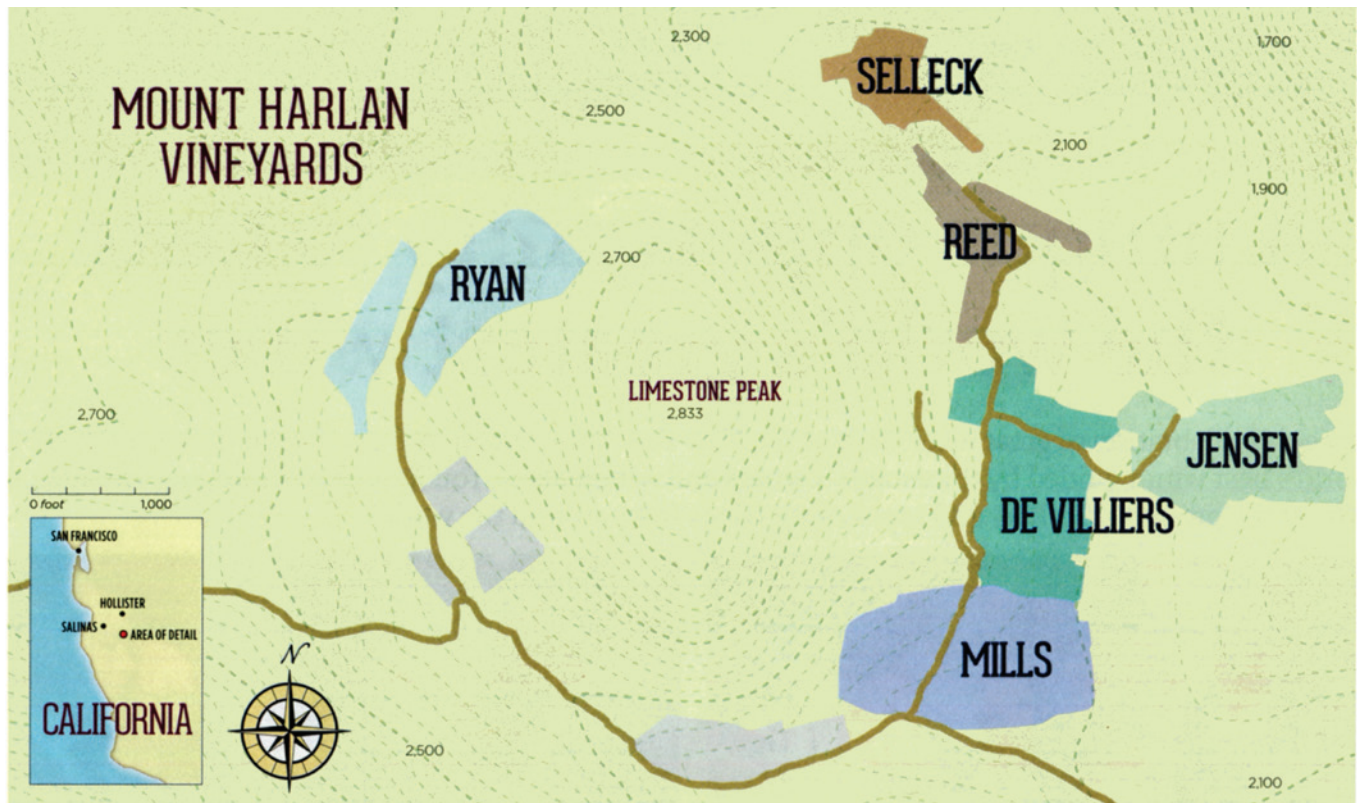 MOUNT HARLAN
VINEYARDS
2,300
1,700
SELLECK
2,500
2,100
1,900
REED
2,700
RYAN
LIMESTONE PEAK
2,833
2,700
JENSEN
0 foot
1,000
DE VILLIERS
SAN FRANCISCO
HOLLISTER
SALINAS
AREA OF DETAIL
CALIFORNIA
N
MILLS
2,500
2,100